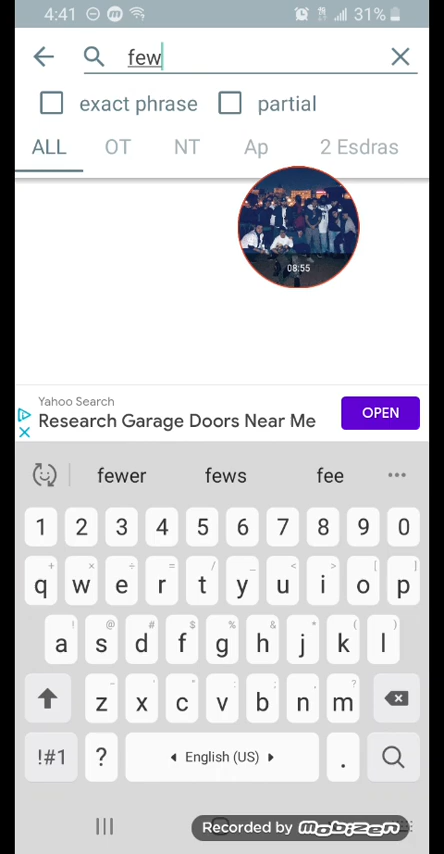 4:41 31%
few
exact phrase partial
ALL OT NT Ap 2 Esdras
08:55
Yahoo Search
Research Garage Doors Near Me
OPEN
fewer fews fee ...
1 2 3 4 5 6 7 8 9 0
+ × ÷ = / _ < > [ ]
q w e r t y u i o p
! @ # $ % & * ( )
a s d f g h j k l
- ' " : ; , ?
z x c v b n m
!#1 ? English (US) .
Recorded by Mobizen